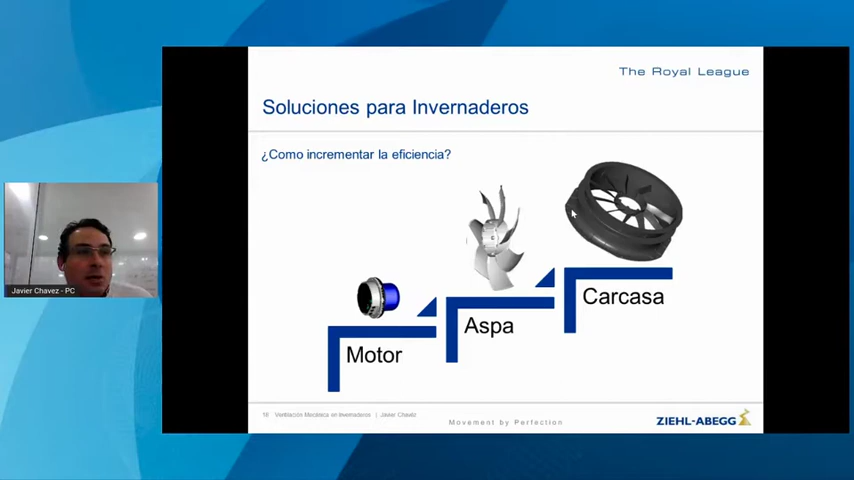 The Royal League
Soluciones para Invernaderos
¿Como incrementar la eficiencia?
Carcasa
Aspa
Motor
Javier Chavez - PC
16 Ventilación Mecánica en Invernaderos | Javier Chavez
Movement by Perfection
ZIEHL-ABEGG